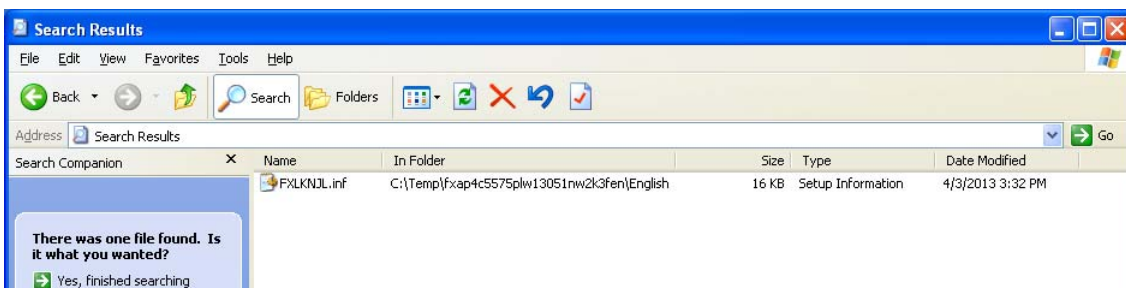 Search Results
File Edit View Favorites Tools Help
Back Search Folders
Address Search Results Go
Search Companion Name In Folder Size Type Date Modified
FXLKNJL.inf C:\Temp\fxap4c5575plw13051nw2k3fen\English 16 KB Setup Information 4/3/2013 3:32 PM
There was one file found. Is
it what you wanted?
Yes, finished searching